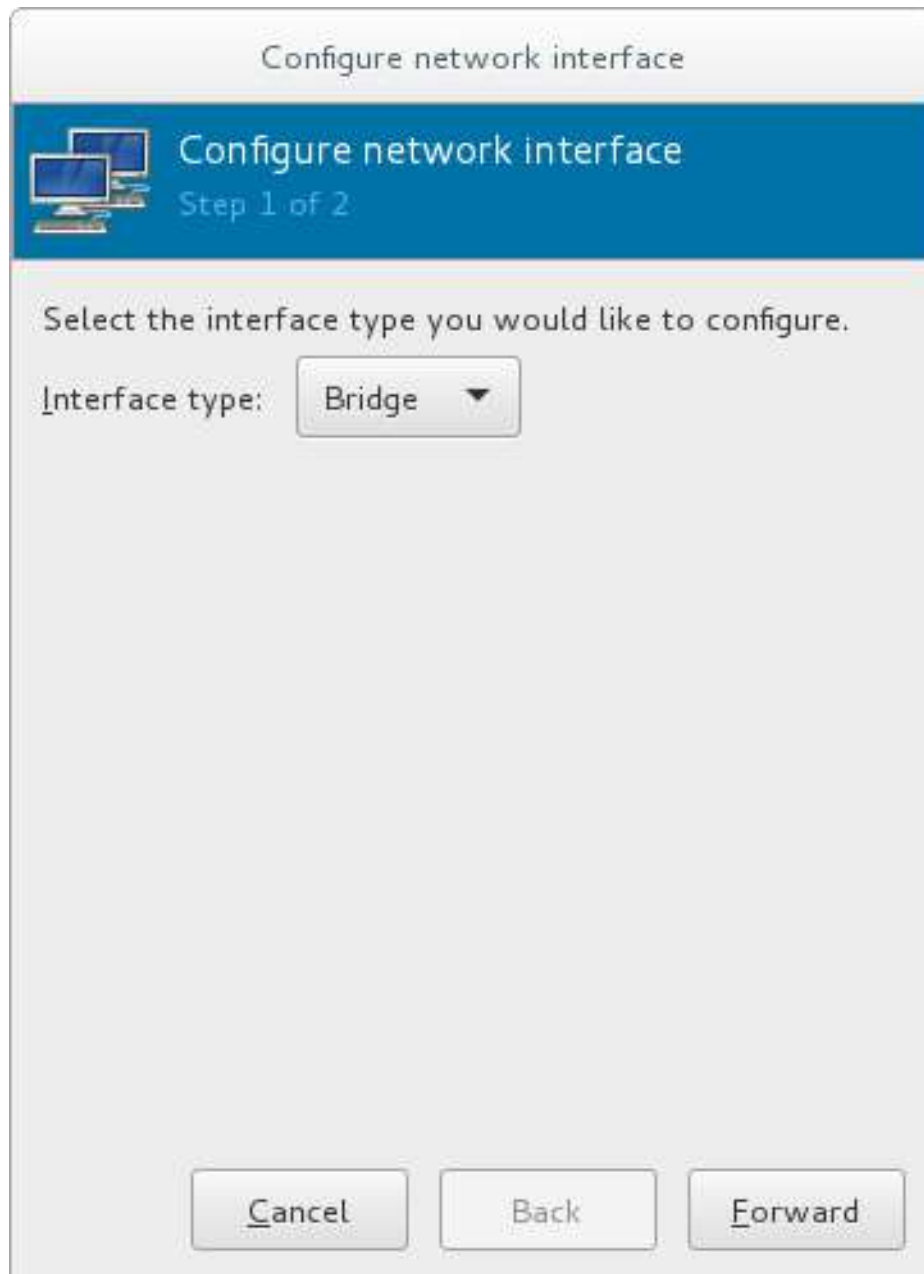 Configure network interface
Configure network interface
Step 1 of 2
Select the interface type you would like to configure.
Interface type: Bridge
Cancel Back Forward